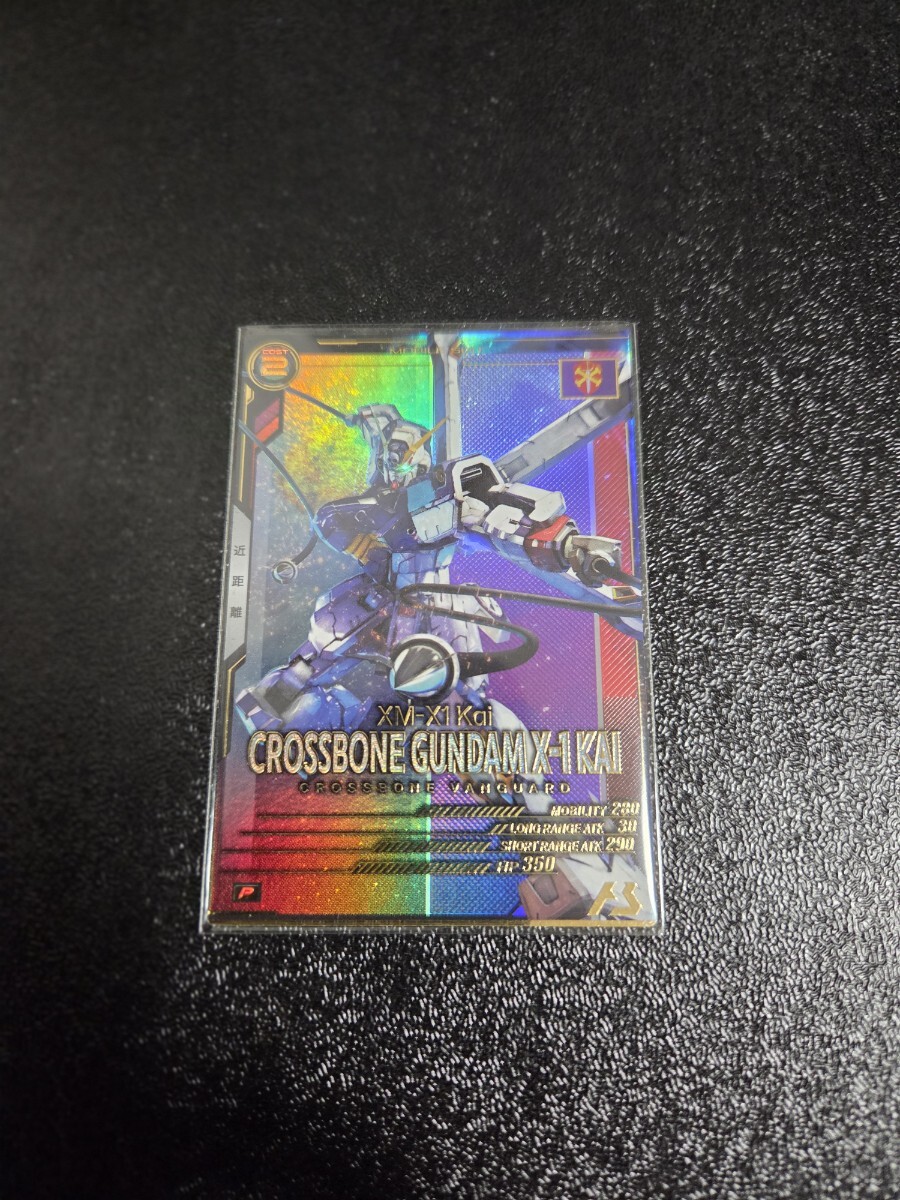 COST
2
近距離
XM-X1 Kai
CROSSBONE GUNDAM X-1 KAI
CROSSBONE VANGUARD
MOBILITY 280
LONG RANGE ATK 30
SHORT RANGE ATK 290
HP 350
P